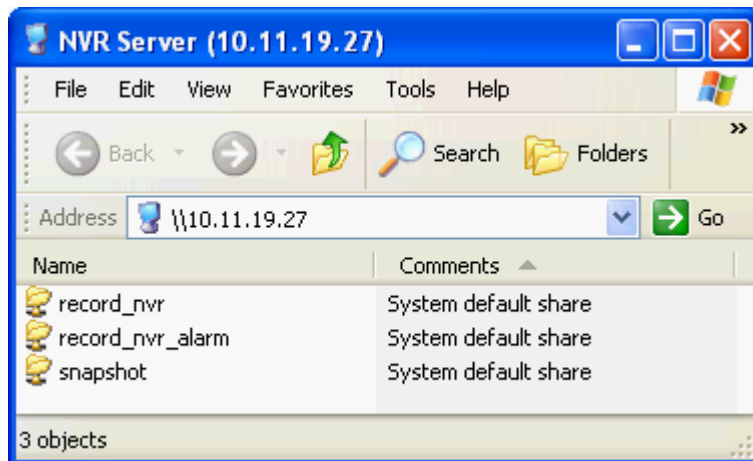 NVR Server (10.11.19.27)
File Edit View Favorites Tools Help
Back Search Folders »
Address \\10.11.19.27 Go
Name Comments
record_nvr System default share
record_nvr_alarm System default share
snapshot System default share
3 objects